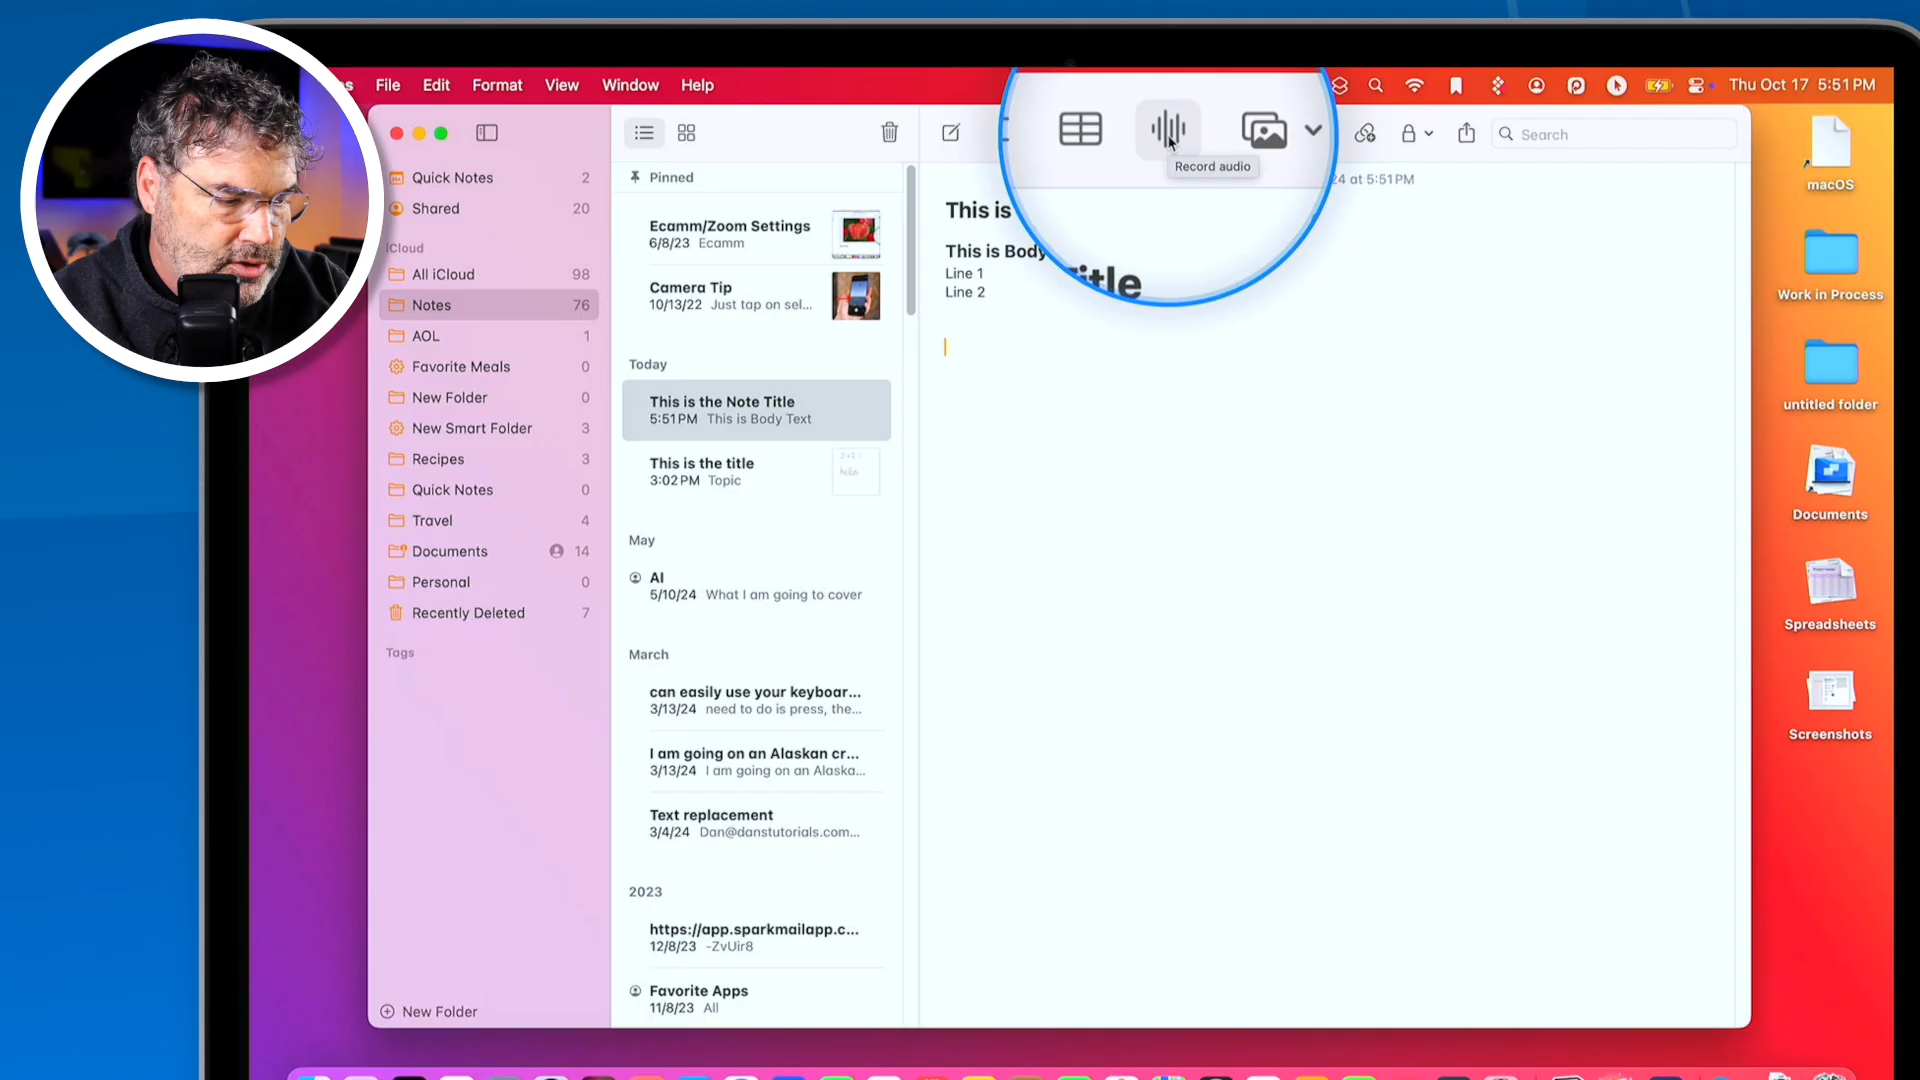 File Edit Format View Window Help
Thu Oct 17 5:51 PM
Search
Record audio
Quick Notes 2
Shared 20
iCloud
All iCloud 98
Notes 76
AOL 1
Favorite Meals 0
New Folder 0
New Smart Folder 3
Recipes 3
Quick Notes 0
Travel 4
Documents 14
Personal 0
Recently Deleted 7
Tags
New Folder
Pinned
Ecamm/Zoom Settings
6/8/23 Ecamm
Camera Tip
10/13/22 Just tap on sel...
Today
This is the Note Title
5:51 PM This is Body Text
This is the title
3:02 PM Topic
hello
May
AI
5/10/24 What I am going to cover
March
can easily use your keyboar...
3/13/24 need to do is press, the...
I am going on an Alaskan cr...
3/13/24 I am going on an Alaska...
Text replacement
3/4/24 Dan@danstutorials.com...
2023
https://app.sparkmailapp.c...
12/8/23 -ZvUir8
Favorite Apps
11/8/23 All
24 at 5:51 PM
This is
Title
This is Body
Line 1
Line 2
macOS
Work in Process
untitled folder
Documents
Spreadsheets
Screenshots